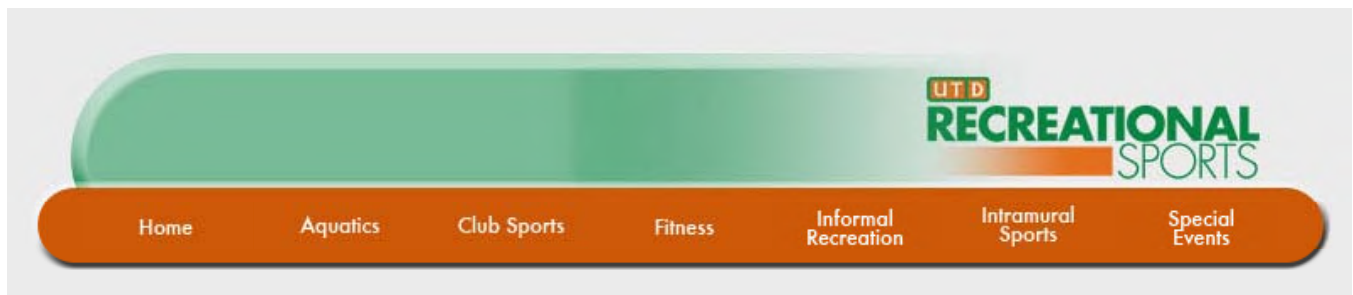 UTD
RECREATIONAL
SPORTS
Home
Aquatics
Club Sports
Fitness
Informal
Recreation
Intramural
Sports
Special
Events